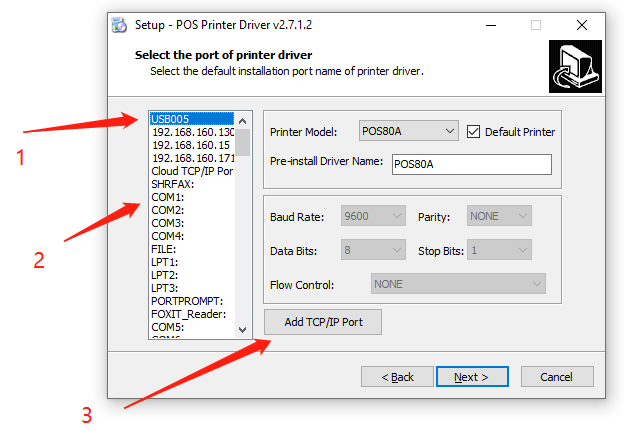 Setup - POS Printer Driver v2.7.1.2
Select the port of printer driver
Select the default installation port name of printer driver.
USB005
192.168.160.130
192.168.160.15
192.168.160.171
Cloud TCP/IP Por
SHRFAX:
COM1:
COM2:
COM3:
COM4:
FILE:
LPT1:
LPT2:
LPT3:
PORTPROMPT:
FOXIT_Reader:
COM5:
COM6:
Printer Model: POS80A Default Printer
Pre-install Driver Name: POS80A
Baud Rate: 9600 Parity: NONE
Data Bits: 8 Stop Bits: 1
Flow Control: NONE
Add TCP/IP Port
< Back Next > Cancel
1
2
3